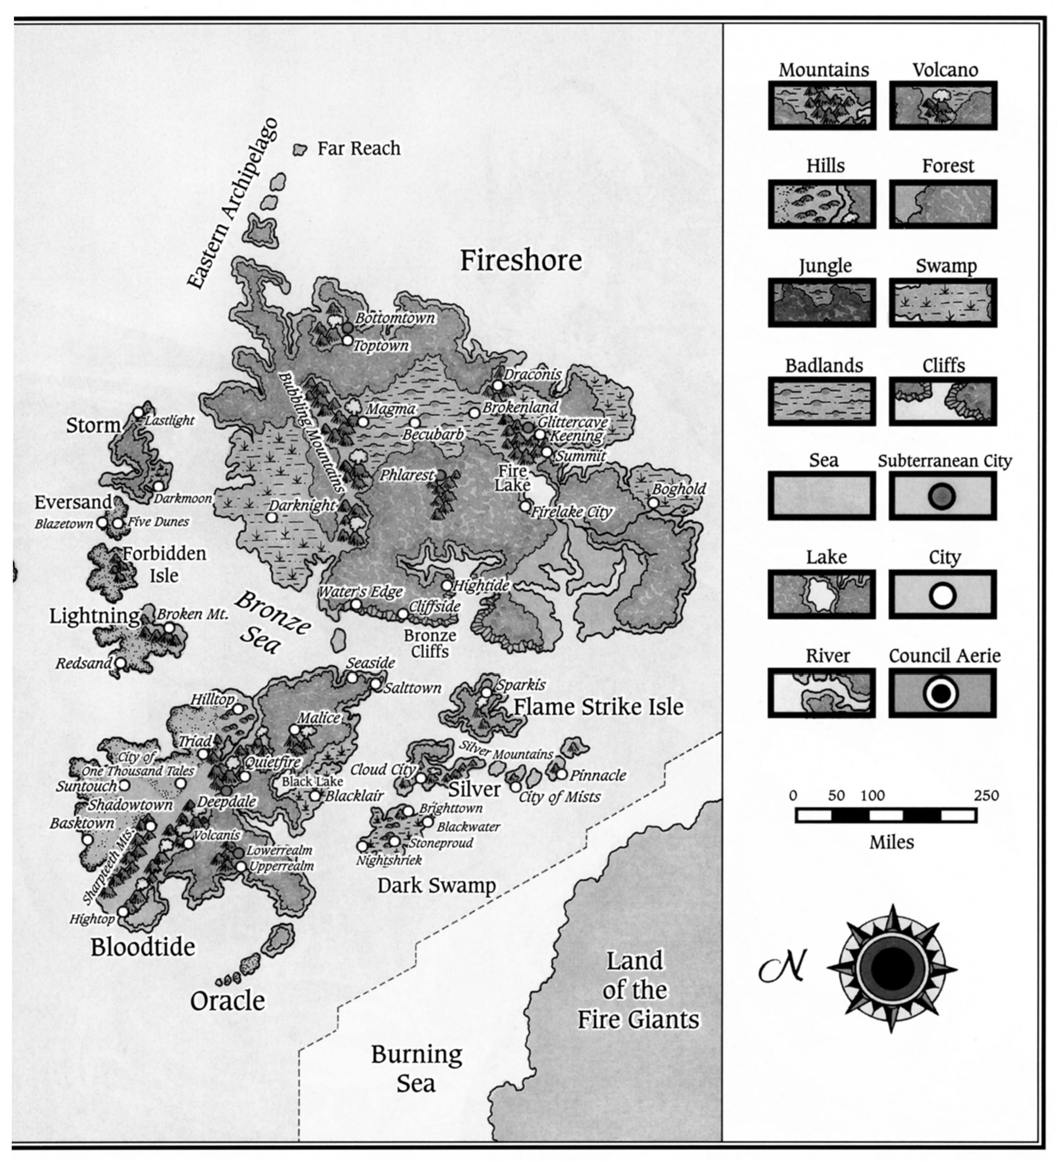 Far Reach
Eastern Archipelago
Fireshore
Bottomtown
Toptown
Bubbling Mountains
Draconis
Magma
Brokenland
Becubarb
Glittercave
Keening
Summit
Phlarest
Fire
Lake
Firelake City
Boghold
Darknight
Storm
Lastlight
Darkmoon
Eversand
Blazetown
Five Dunes
Forbidden
Isle
Lightning
Broken Mt.
Redsand
Bronze
Sea
Water's Edge
Hightide
Cliffside
Bronze
Cliffs
Seaside
Salttown
Hilltop
Malice
Sparkis
Flame Strike Isle
Triad
City of
One Thousand Tales
Quietfire
Suntouch
Black Lake
Blacklair
Shadowtown
Deepdale
Basktown
Sharpteeth Mts.
Volcanis
Lowerrealm
Upperrealm
Hightop
Bloodtide
Oracle
Silver Mountains
Cloud City
Silver
Pinnacle
City of Mists
Brighttown
Blackwater
Stoneproud
Nightshriek
Dark Swamp
Land
of the
Fire Giants
Burning
Sea
Mountains
Volcano
Hills
Forest
Jungle
Swamp
Badlands
Cliffs
Sea
Subterranean City
Lake
City
River
Council Aerie
0 50 100 250
Miles
N